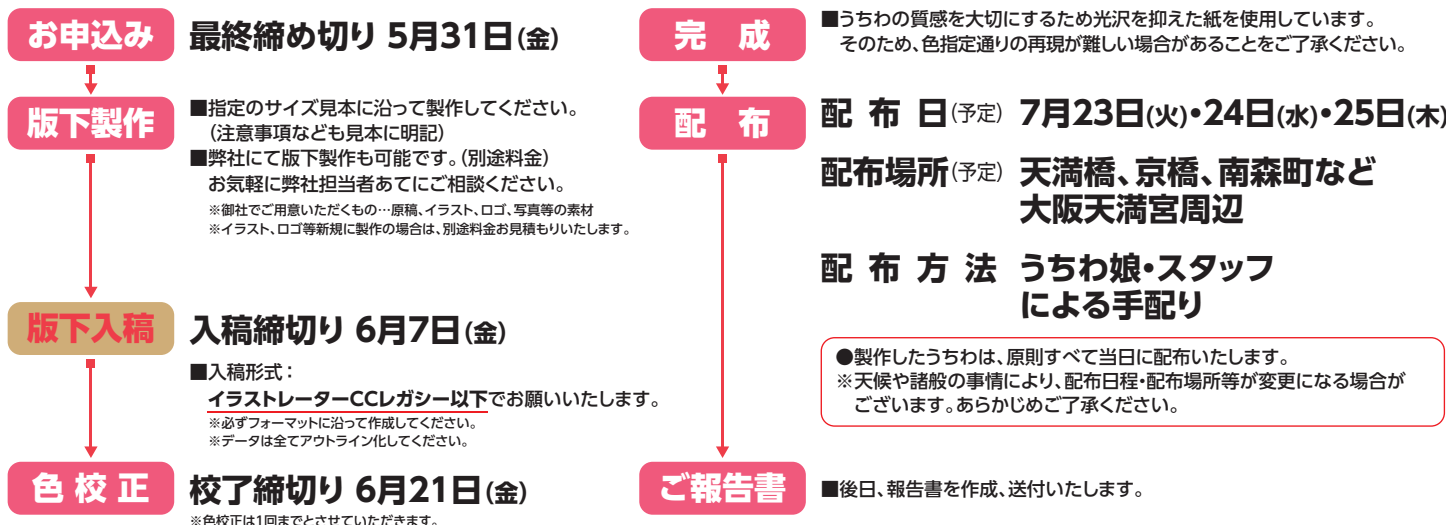 お申込み 最終締め切り 5月31日(金)
版下製作
■指定のサイズ見本に沿って製作してください。
(注意事項なども見本に明記)
■弊社にて版下製作も可能です。(別途料金)
お気軽に弊社担当者あてにご相談ください。
※御社でご用意いただくもの…原稿、イラスト、ロゴ、写真等の素材
※イラスト、ロゴ等新規に製作の場合は、別途料金お見積もりいたします。
版下入稿 入稿締切り 6月7日(金)
■入稿形式:
イラストレーターCCレガシー以下でお願いいたします。
※必ずフォーマットに沿って作成してください。
※データは全てアウトライン化してください。
色校正 校了締切り 6月21日(金)
※色校正は1回までとさせていただきます。
完成
■うちわの質感を大切にするため光沢を抑えた紙を使用しています。
そのため、色指定通りの再現が難しい場合があることをご了承ください。
配布
配布日(予定) 7月23日(火)・24日(水)・25日(木)
配布場所(予定) 天満橋、京橋、南森町など
大阪天満宮周辺
配布方法 うちわ娘・スタッフ
による手配り
●製作したうちわは、原則すべて当日に配布いたします。
※天候や諸般の事情により、配布日程・配布場所等が変更になる場合が
ございます。あらかじめご了承ください。
ご報告書 ■後日、報告書を作成、送付いたします。